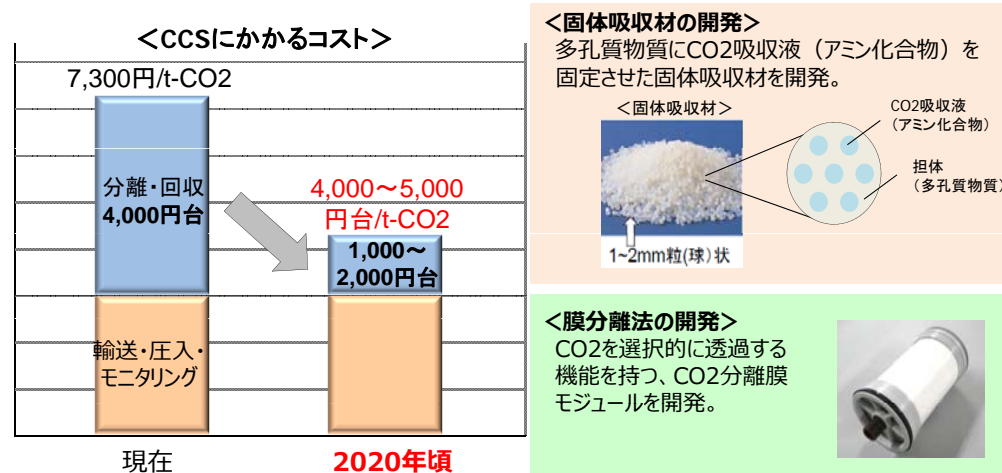 ＜CCSにかかるコスト＞
7,300円/t-CO2
分離・回収
4,000円台
輸送・圧入・
モニタリング
現在
4,000～5,000
円台/t-CO2
1,000～
2,000円台
2020年頃
＜固体吸収材の開発＞
多孔質物質にCO2吸収液（アミン化合物）を
固定させた固体吸収材を開発。
＜固体吸収材＞
1~2mm粒(球)状
CO2吸収液
（アミン化合物）
担体
（多孔質物質）
＜膜分離法の開発＞
CO2を選択的に透過する
機能を持つ、CO2分離膜
モジュールを開発。